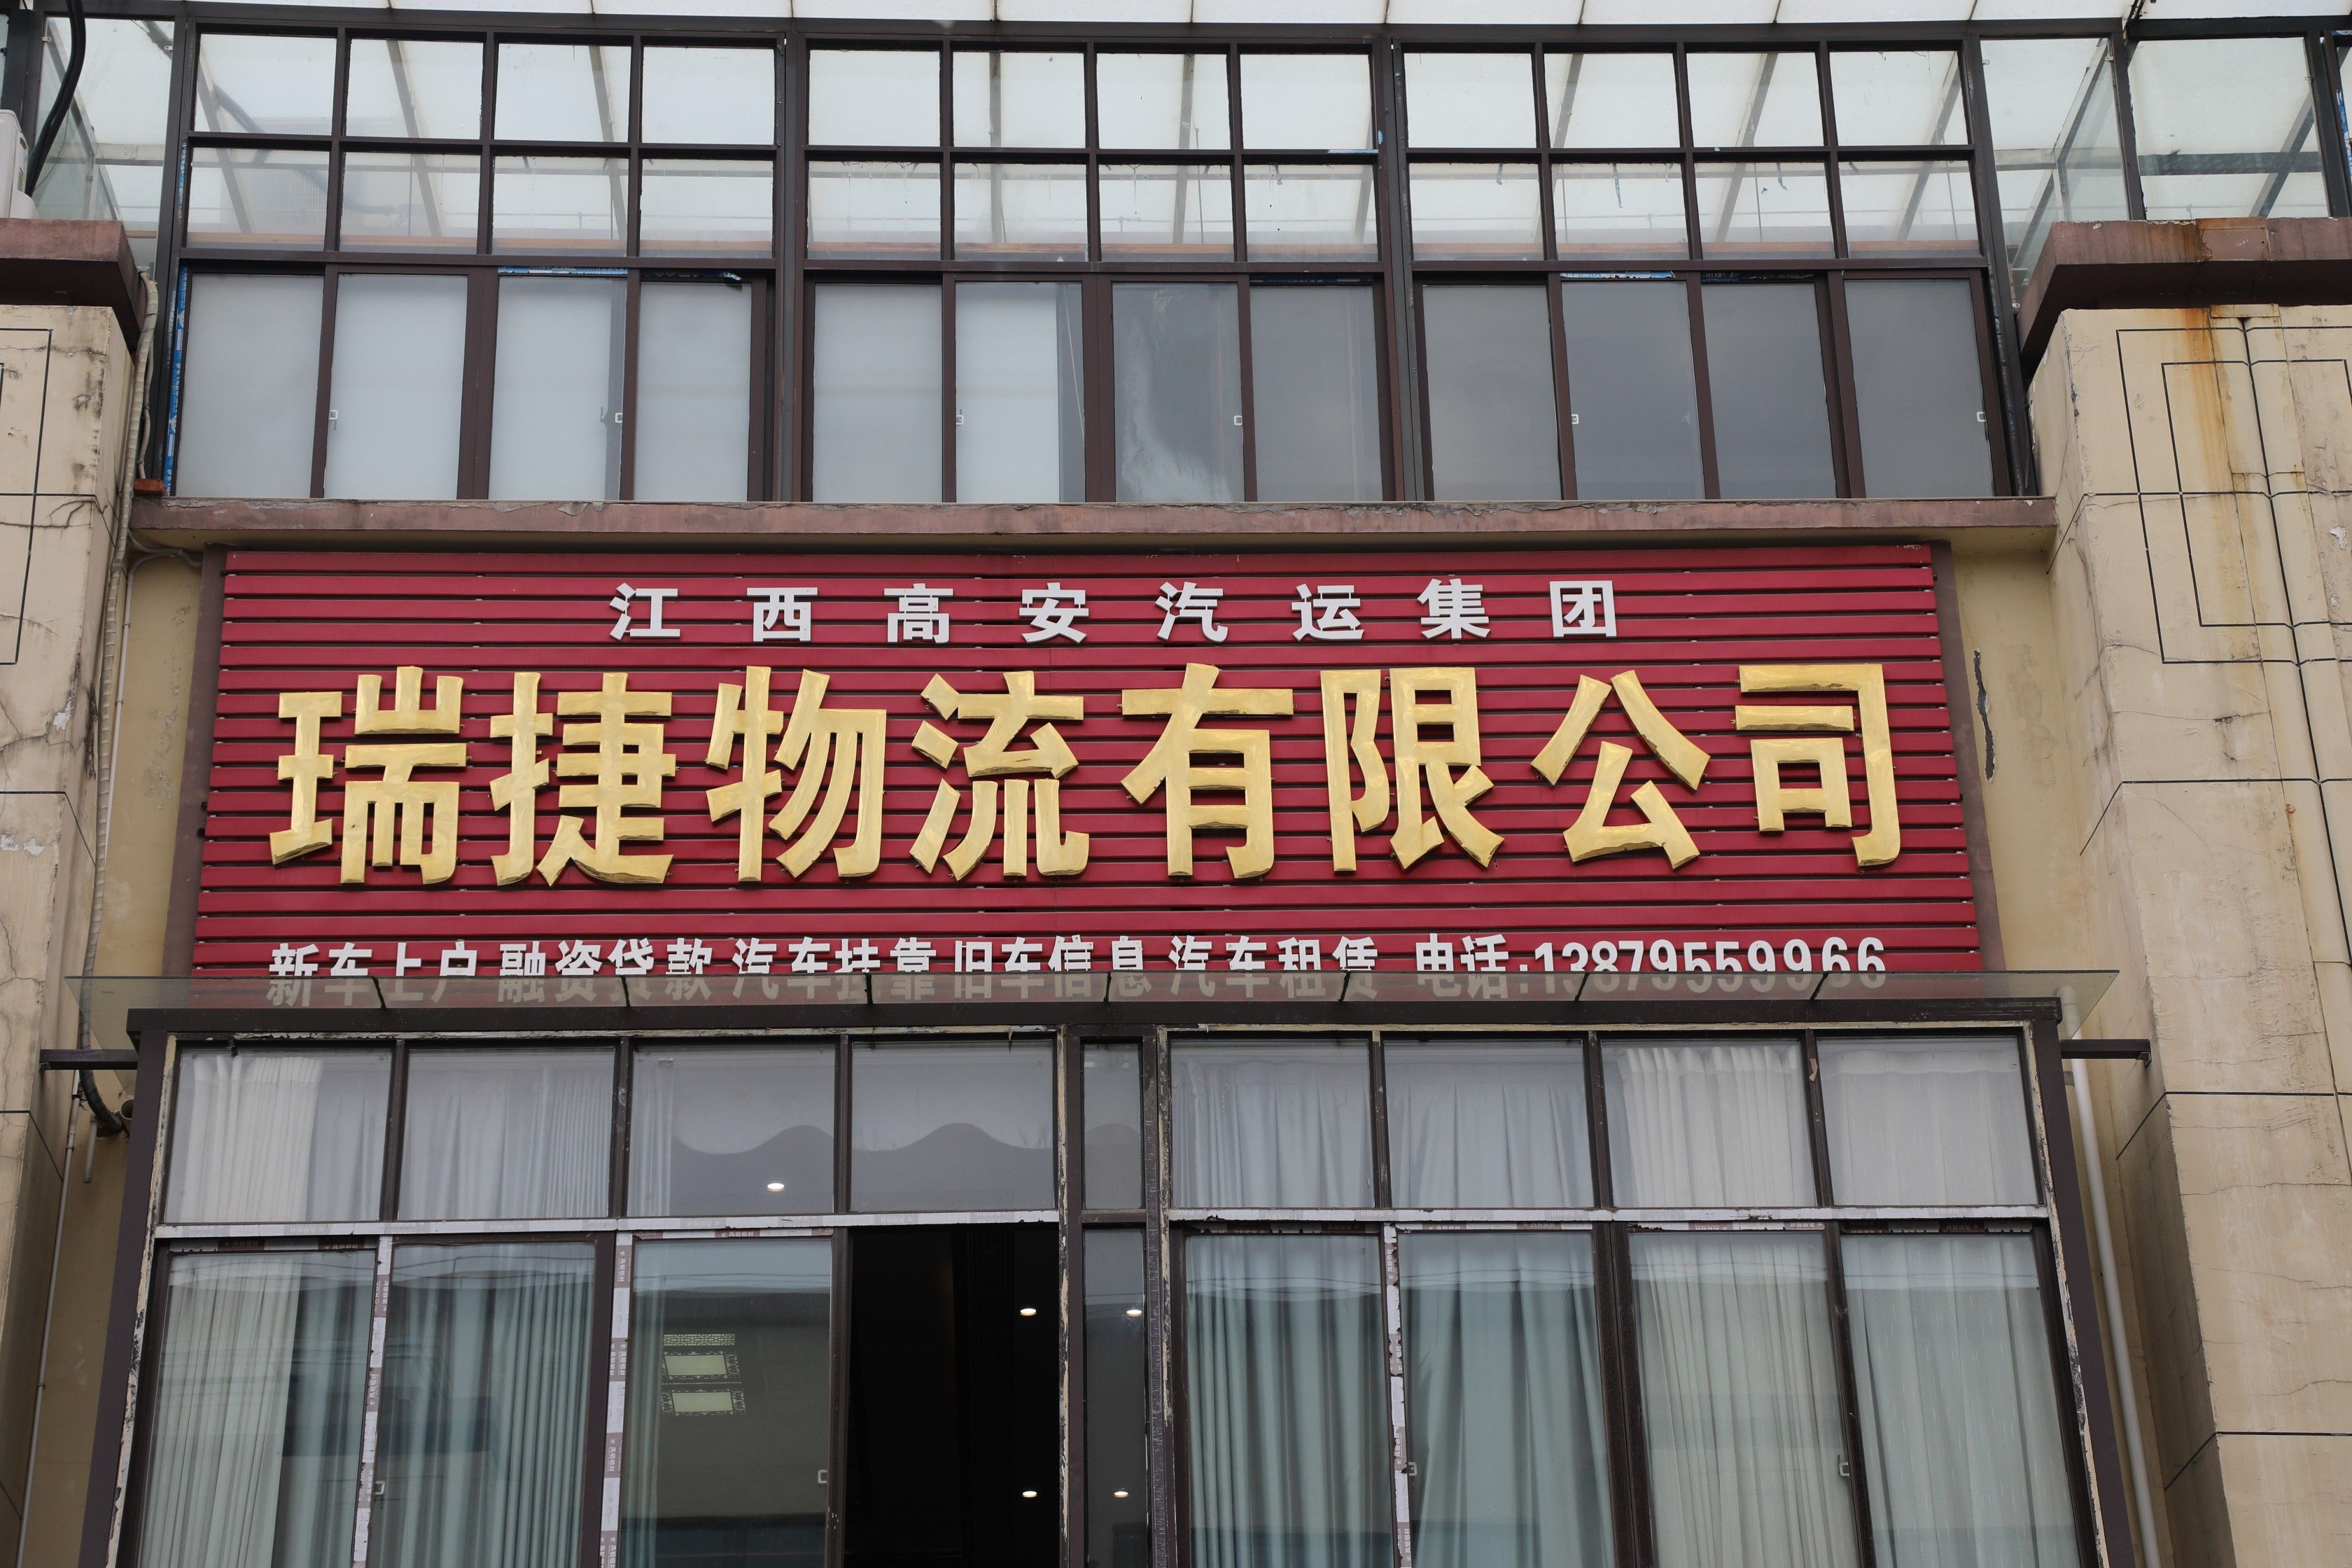 江西高安汽运集团
瑞捷物流有限公司
新车上户 融资贷款 汽车挂靠 旧车信息 汽车租赁 电话:13879559966